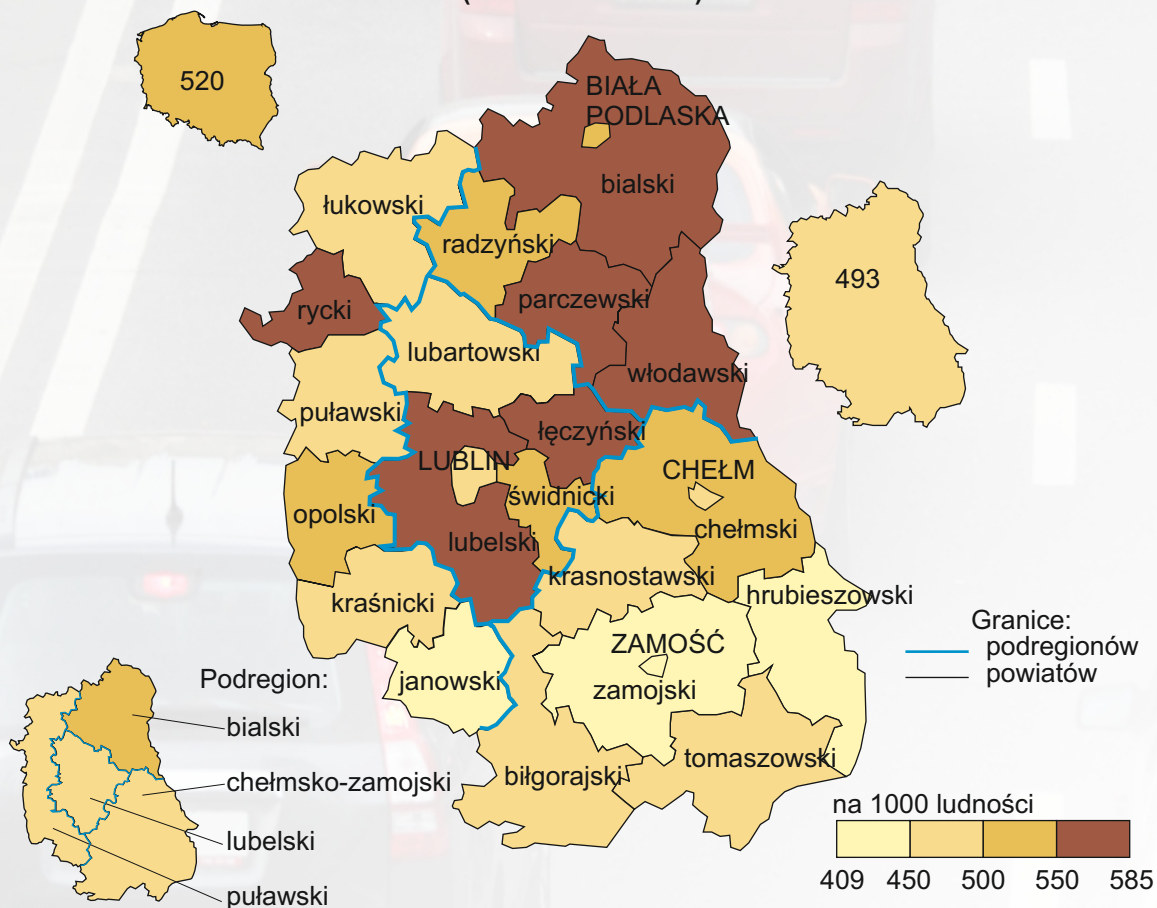 520
BIAŁA
PODLASKA
bialski
łukowski
radzyński
493
rycki
parczewski
lubartowski
włodawski
puławski
łęczyński
LUBLIN
CHEŁM
świdnicki
opolski
chełmski
lubelski
krasnostawski
hrubieszowski
kraśnicki
Granice:
podregionów
powiatów
ZAMOŚĆ
zamojski
janowski
Podregion:
bialski
chełmsko-zamojski
lubelski
puławski
tomaszowski
biłgorajski
na 1000 ludności
409 450 500 550 585